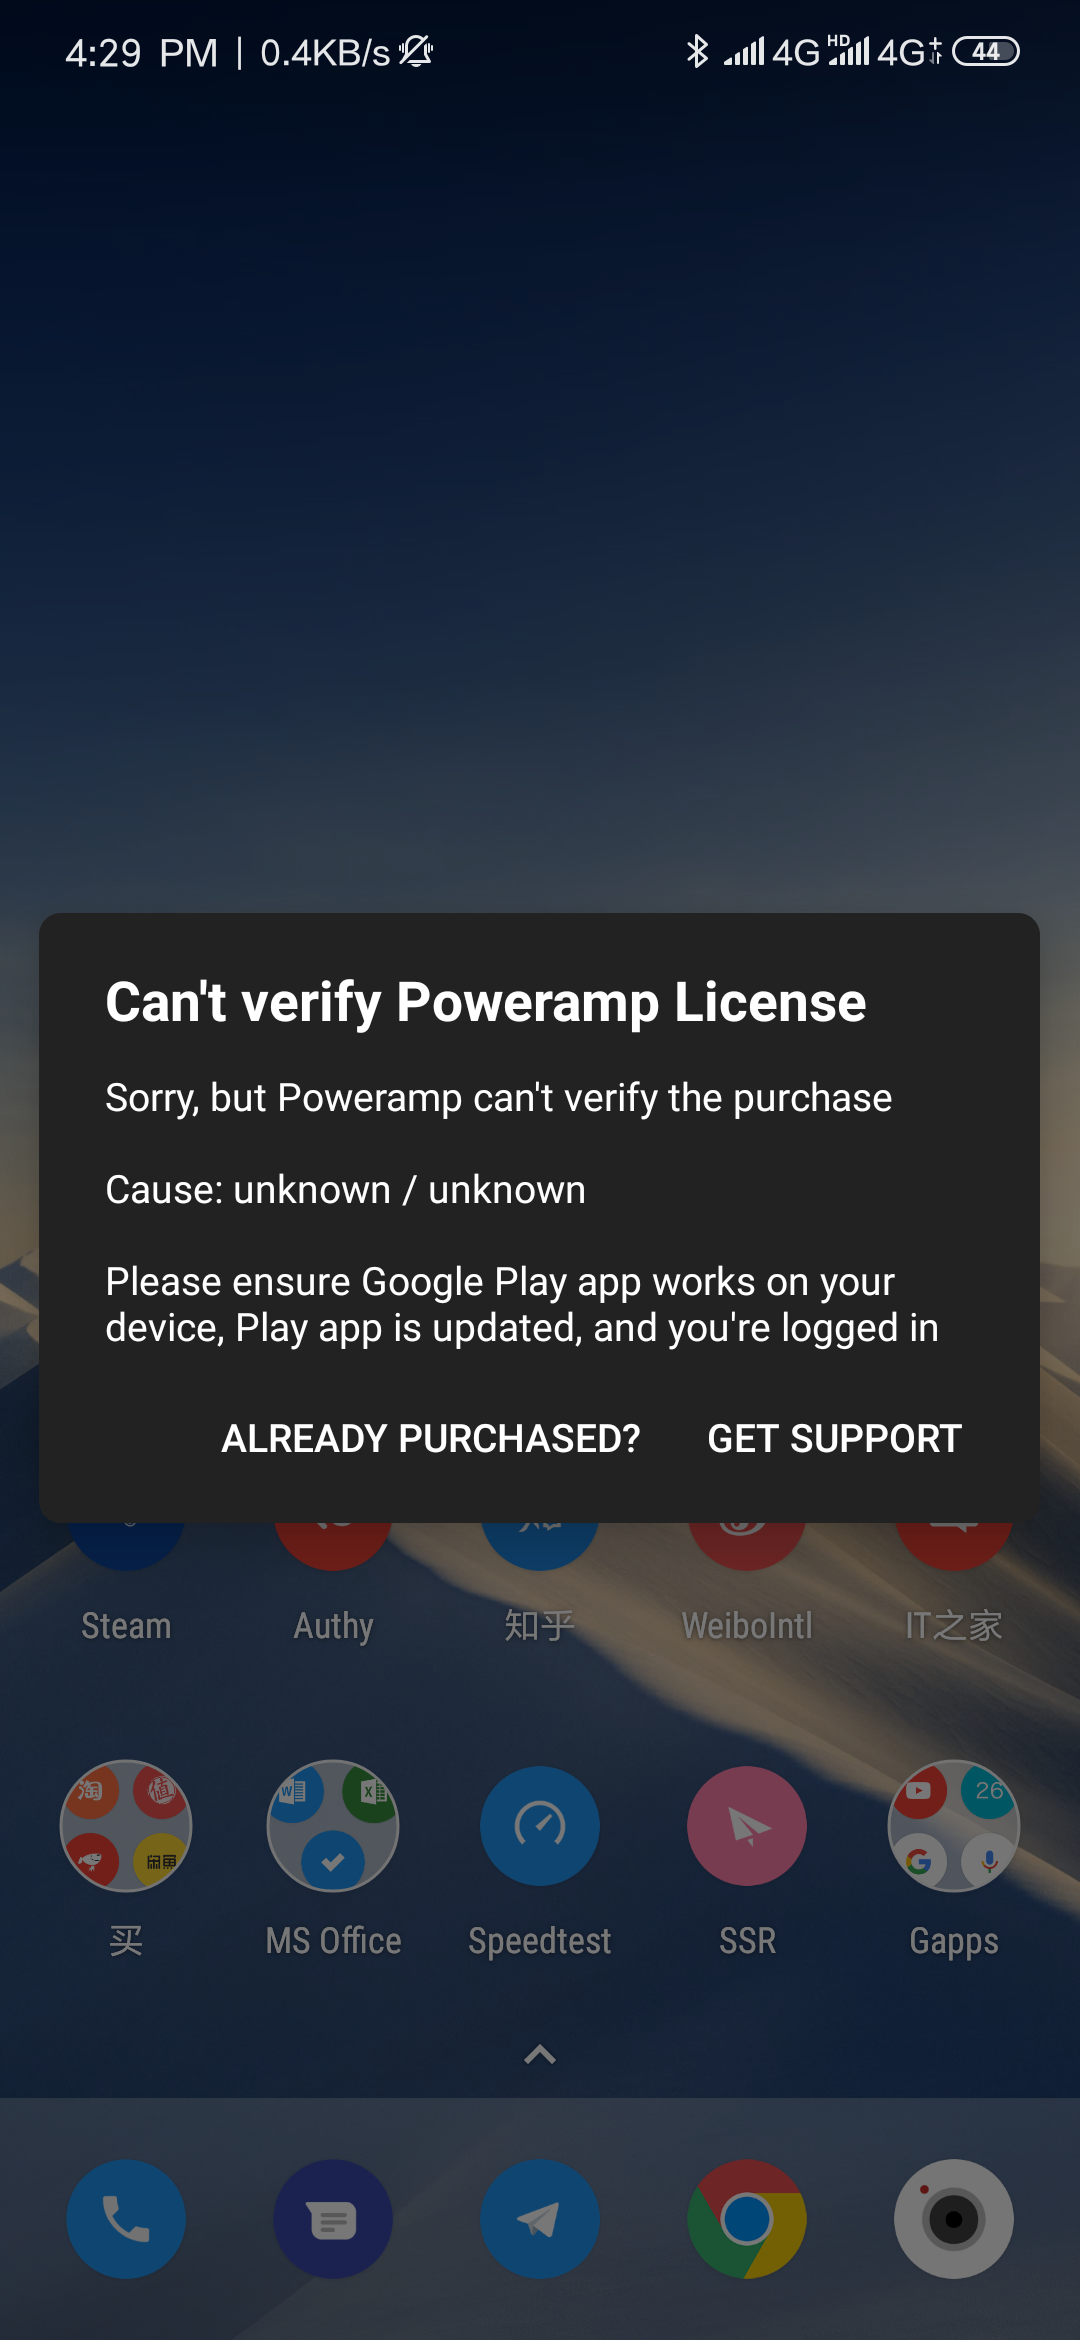 4:29 PM | 0.4KB/s 4G HD 4G+ 44
Can't verify Poweramp License
Sorry, but Poweramp can't verify the purchase
Cause: unknown / unknown
Please ensure Google Play app works on your
device, Play app is updated, and you're logged in
ALREADY PURCHASED? GET SUPPORT
Steam Authy 知乎 WeiboIntl IT之家
淘 值 W X 26
闲鱼 G
买 MS Office Speedtest SSR Gapps